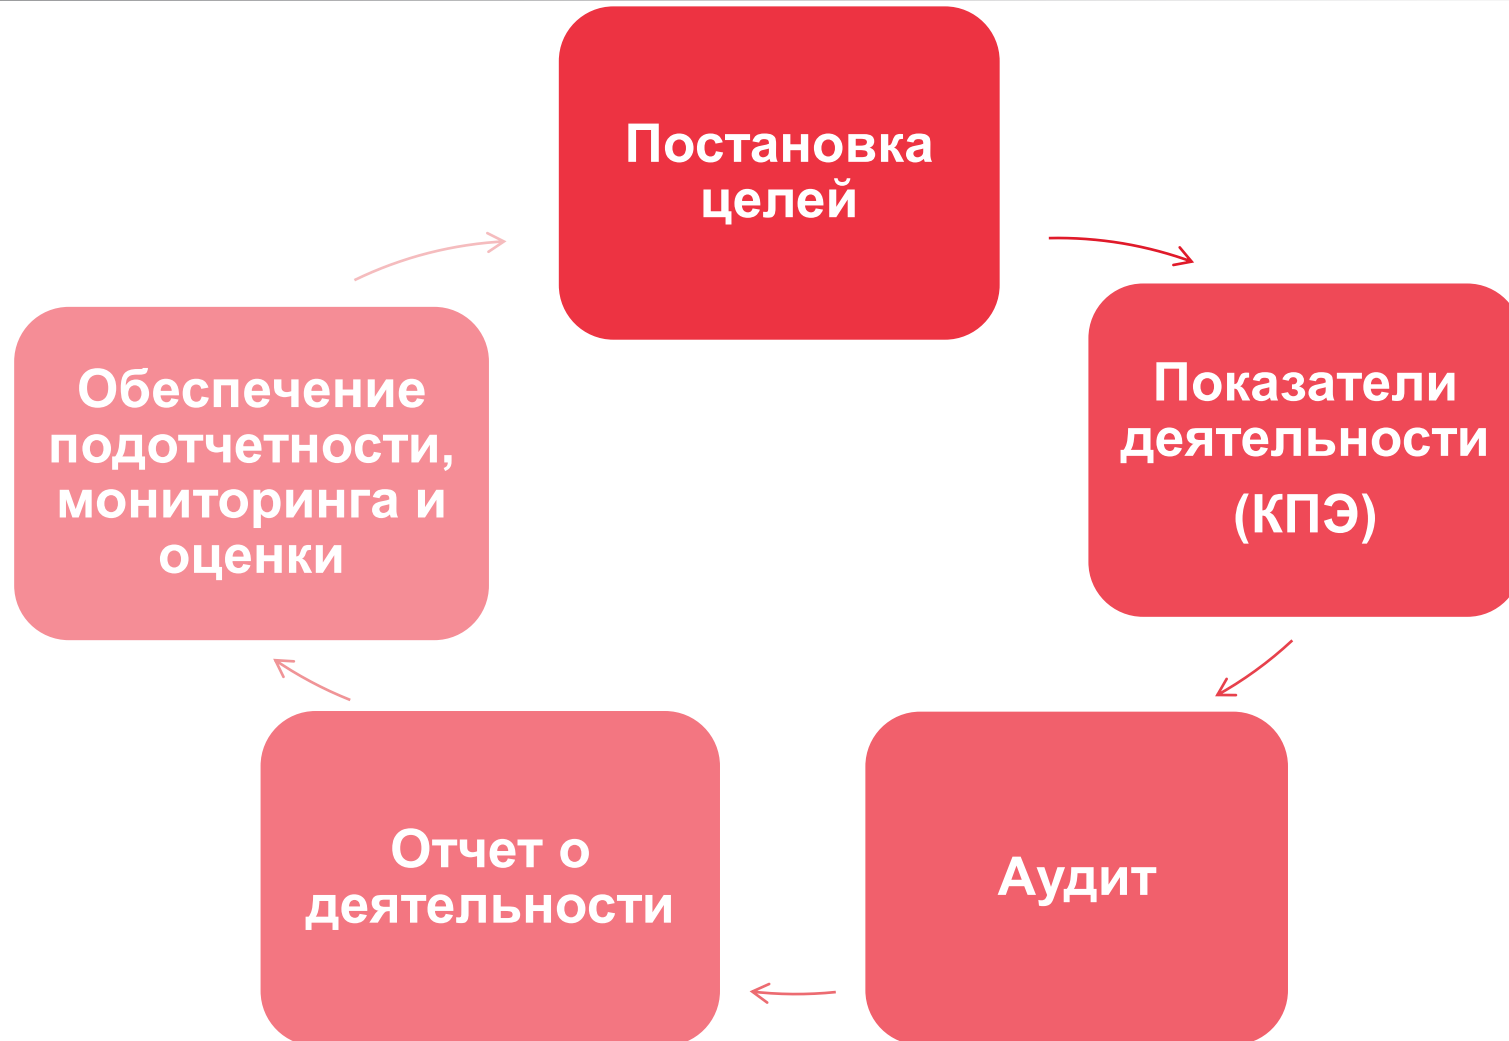 Постановка
целей
Показатели
деятельности
(КПЭ)
Аудит
Отчет о
деятельности
Обеспечение
подотчетности,
мониторинга и
оценки